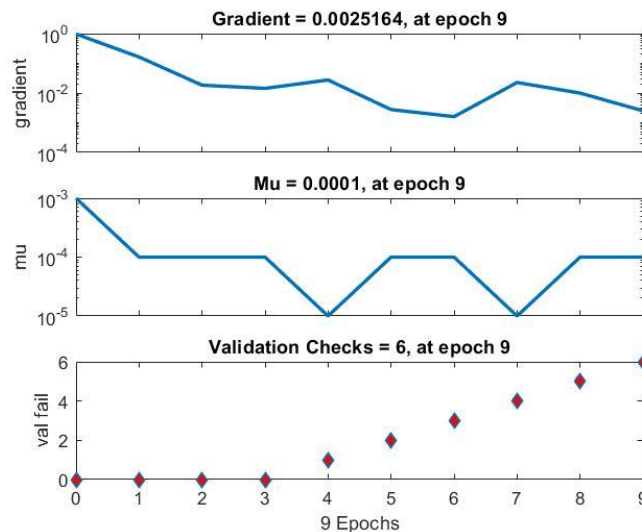 Gradient = 0.0025164, at epoch 9
10^0
10^-2
10^-4
gradient
Mu = 0.0001, at epoch 9
10^-3
10^-4
10^-5
mu
Validation Checks = 6, at epoch 9
6
4
2
0
val fail
0 1 2 3 4 5 6 7 8 9
9 Epochs